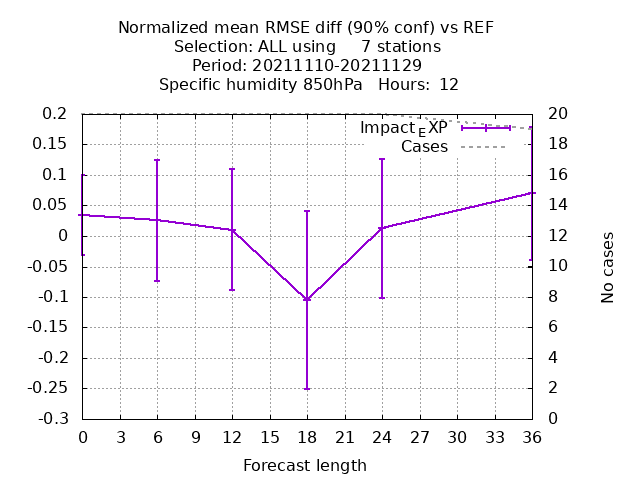 Normalized mean RMSE diff (90% conf) vs REF
Selection: ALL using 7 stations
Period: 20211110-20211129
Specific humidity 850hPa Hours: 12
Impact_EXP
Cases
0.2
0.15
0.1
0.05
0
-0.05
-0.1
-0.15
-0.2
-0.25
-0.3
20
18
16
14
12
10
8
6
4
2
0
No cases
0 3 6 9 12 15 18 21 24 27 30 33 36
Forecast length